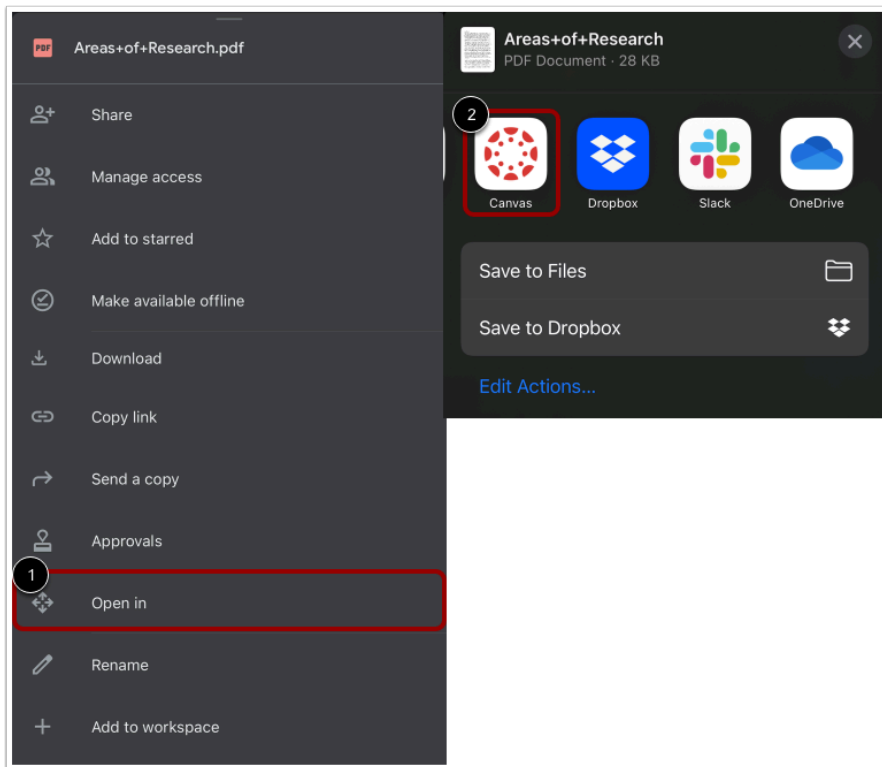 PDF
Areas+of+Research.pdf
Share
Manage access
Add to starred
Make available offline
Download
Copy link
Send a copy
Approvals
1
Open in
Rename
Add to workspace
Areas+of+Research
PDF Document · 28 KB
2
Canvas
Dropbox
Slack
OneDrive
Save to Files
Save to Dropbox
Edit Actions...